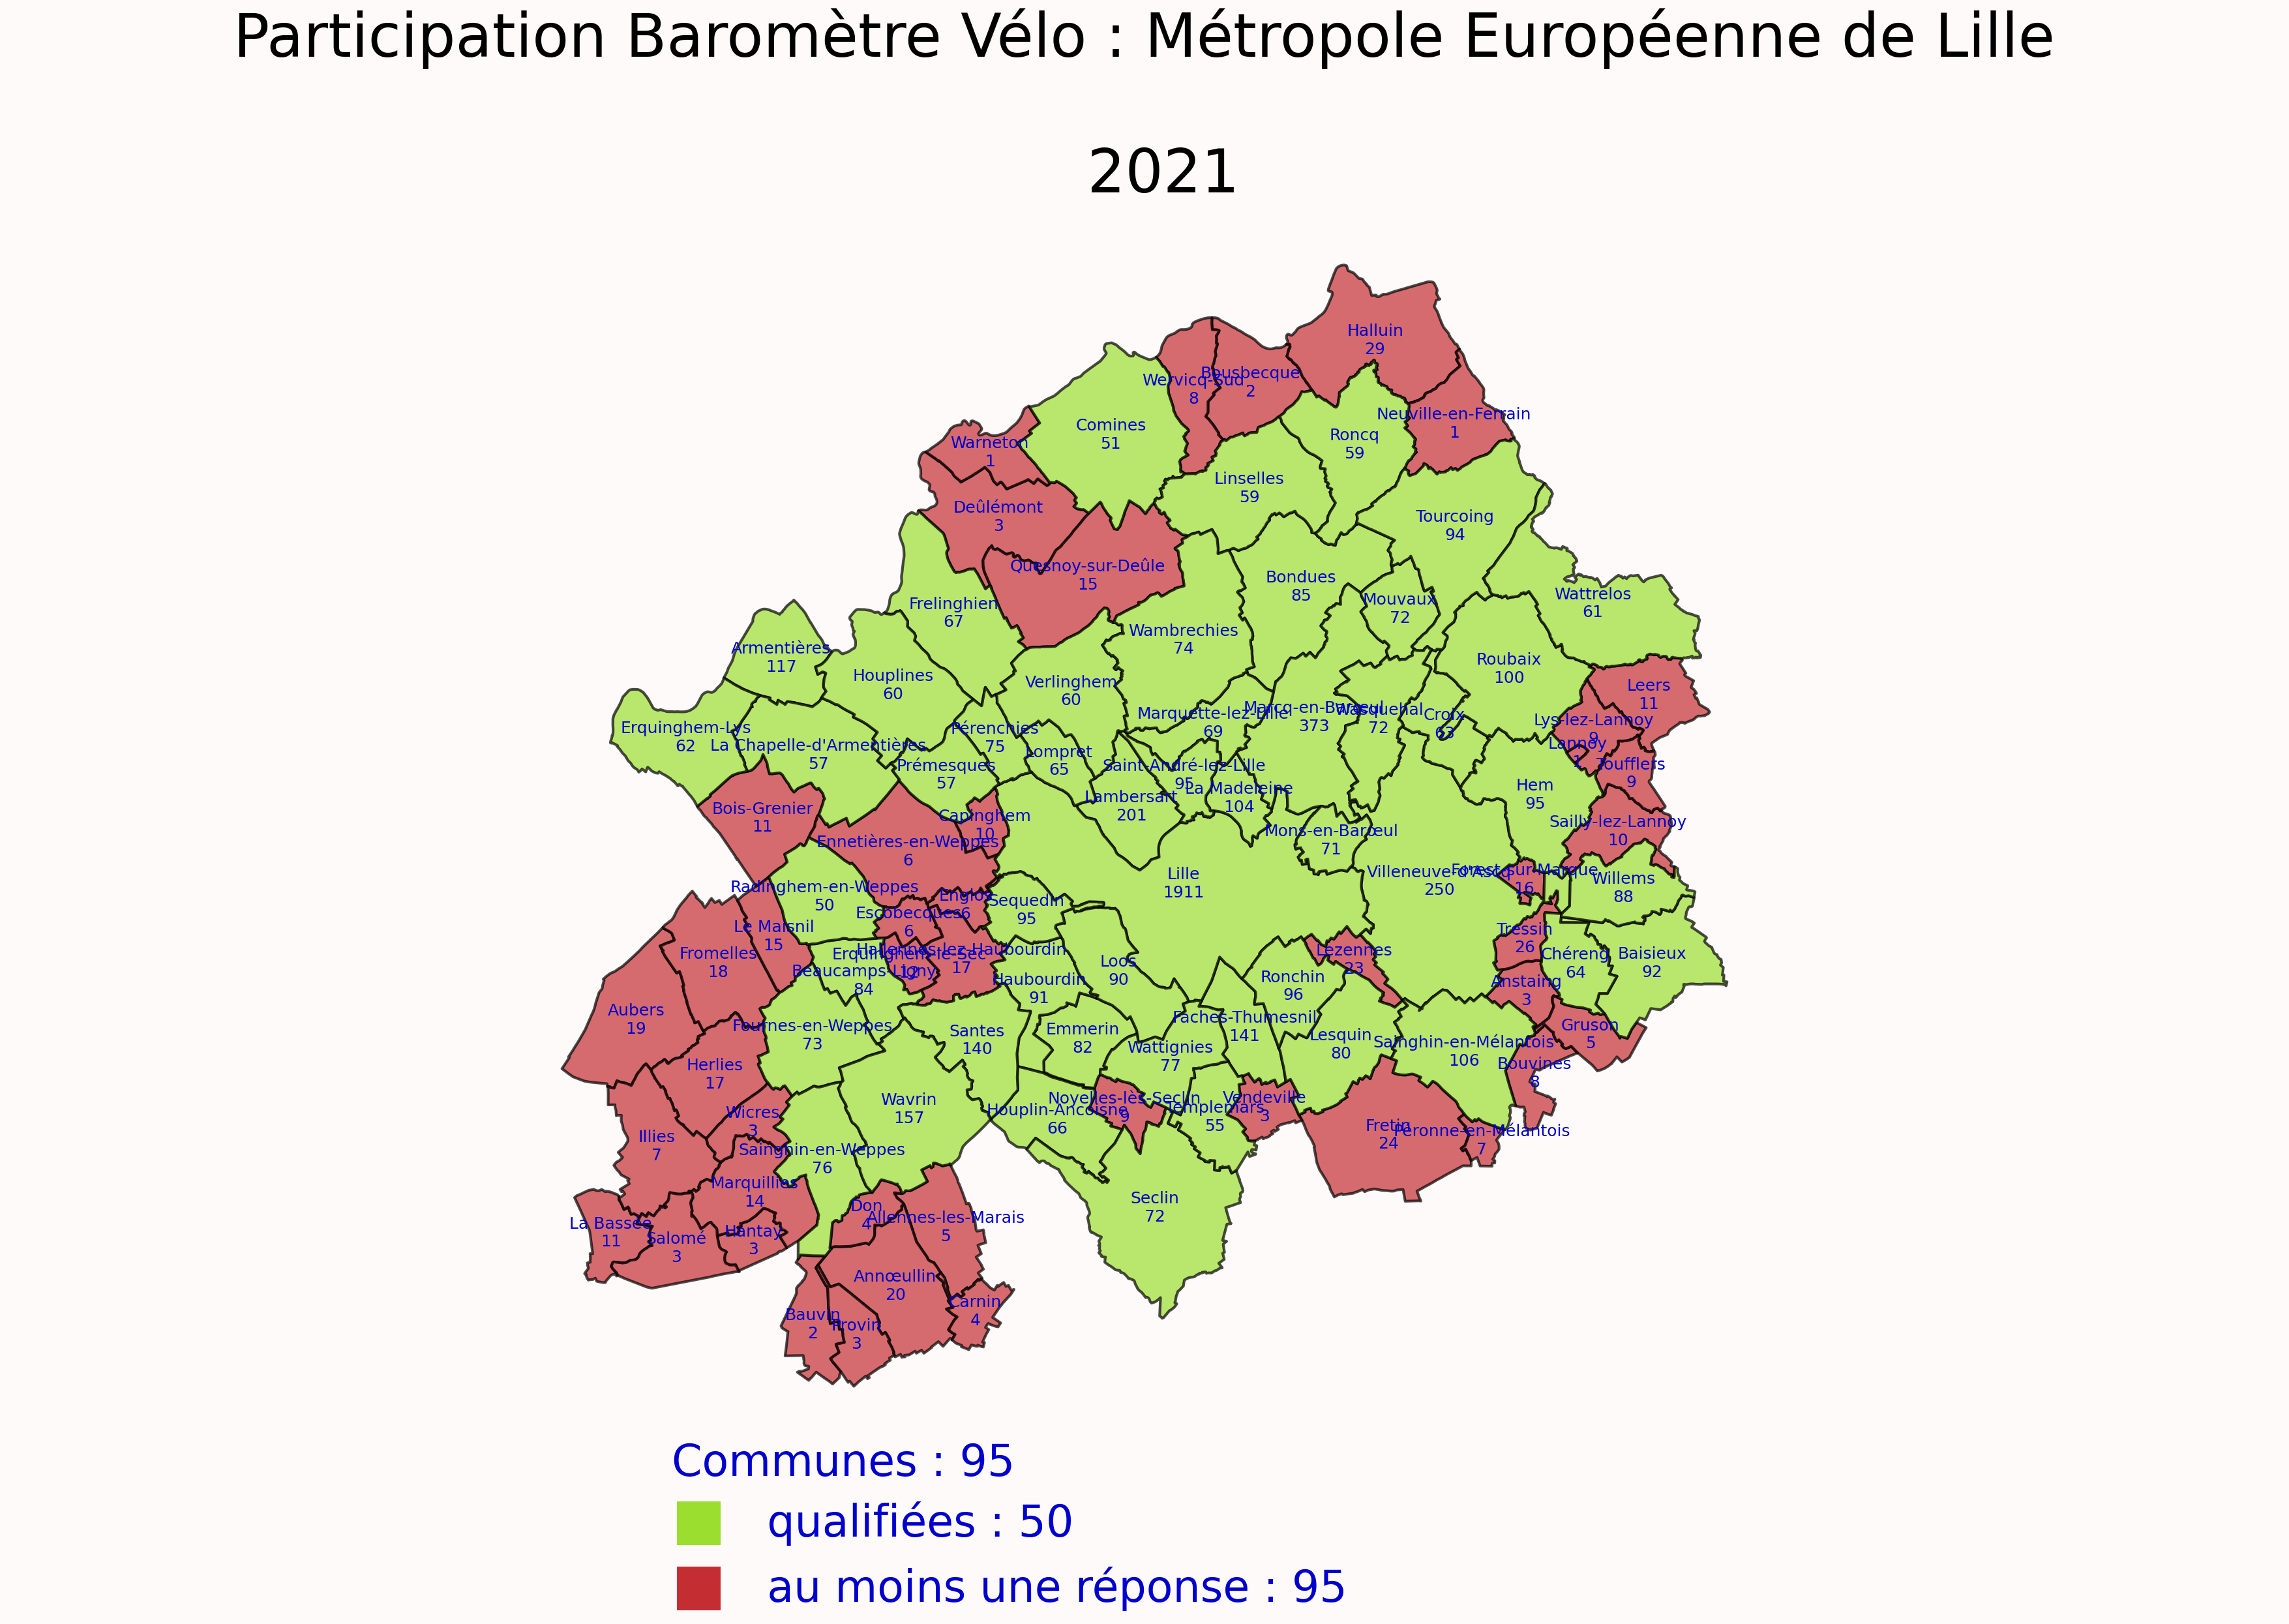 Participation Baromètre Vélo : Métropole Européenne de Lille
2021
Halluin
29
Bousbecque
2
Wervicq-Sud
8
Neuville-en-Ferrain
1
Comines
51
Roncq
59
Warneton
1
Linselles
59
Deûlémont
3
Tourcoing
94
Quesnoy-sur-Deûle
15
Bondues
85
Mouvaux
72
Wattrelos
61
Frelinghien
67
Wambrechies
74
Armentières
117
Roubaix
100
Houplines
60
Verlinghem
60
Leers
11
Marquette-lez-Lille
69
Marcq-en-Barœul
373
Wasquehal
72
Croix
63
Lys-lez-Lannoy
9
Erquinghem-Lys
62
Pérenchies
75
La Chapelle-d'Armentières
57
Lannoy
1
Lompret
65
Prémesques
57
Saint-André-lez-Lille
95
Toufflers
9
La Madeleine
104
Hem
95
Lambersart
201
Bois-Grenier
11
Capinghem
10
Sailly-lez-Lannoy
10
Mons-en-Barœul
71
Ennetières-en-Weppes
6
Lille
1911
Villeneuve-d'Ascq
250
Forest-sur-Marque
16
Willems
88
Radinghem-en-Weppes
50
Englos
6
Sequedin
95
Escobecques
6
Le Maisnil
15
Tressin
26
Hallennes-lez-Haubourdin
17
Erquinghem-le-Sec
12
Fromelles
18
Lezennes
23
Chéreng
64
Baisieux
92
Beaucamps-Ligny
84
Loos
90
Haubourdin
91
Ronchin
96
Anstaing
3
Aubers
19
Fournes-en-Weppes
73
Santes
140
Emmerin
82
Faches-Thumesnil
141
Lesquin
80
Gruson
5
Sainghin-en-Mélantois
106
Wattignies
77
Herlies
17
Bouvines
8
Wavrin
157
Noyelles-lès-Seclin
9
Vendeville
3
Houplin-Ancoisne
66
Templemars
55
Wicres
3
Fretin
24
Péronne-en-Mélantois
7
Illies
7
Sainghin-en-Weppes
76
Marquillies
14
Seclin
72
Don
4
Allennes-les-Marais
5
La Bassée
11
Salomé
3
Hantay
3
Annœullin
20
Carnin
4
Bauvin
2
Provin
3
Communes : 95
qualifiées : 50
au moins une réponse : 95